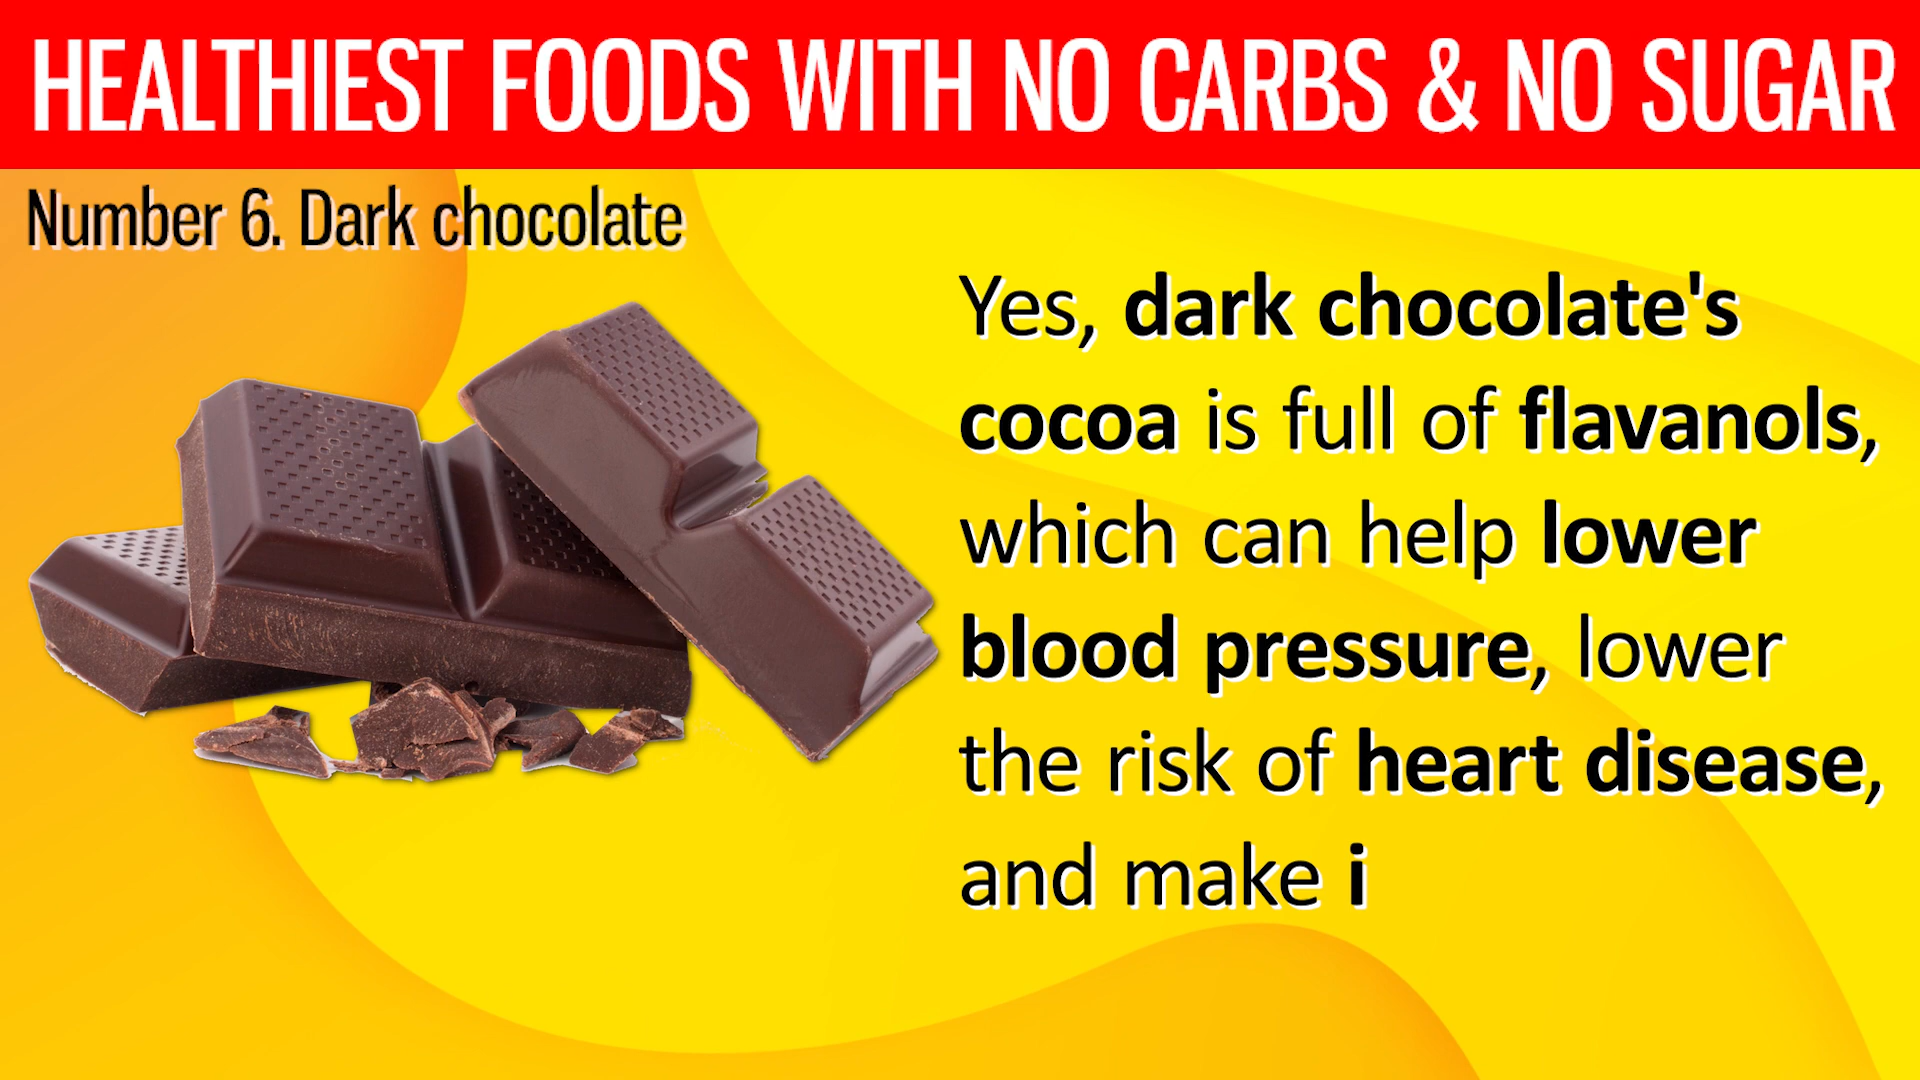 HEALTHIEST FOODS WITH NO CARBS & NO SUGAR
Number 6. Dark chocolate
Yes, dark chocolate's
cocoa is full of flavanols,
which can help lower
blood pressure, lower
the risk of heart disease,
and make i